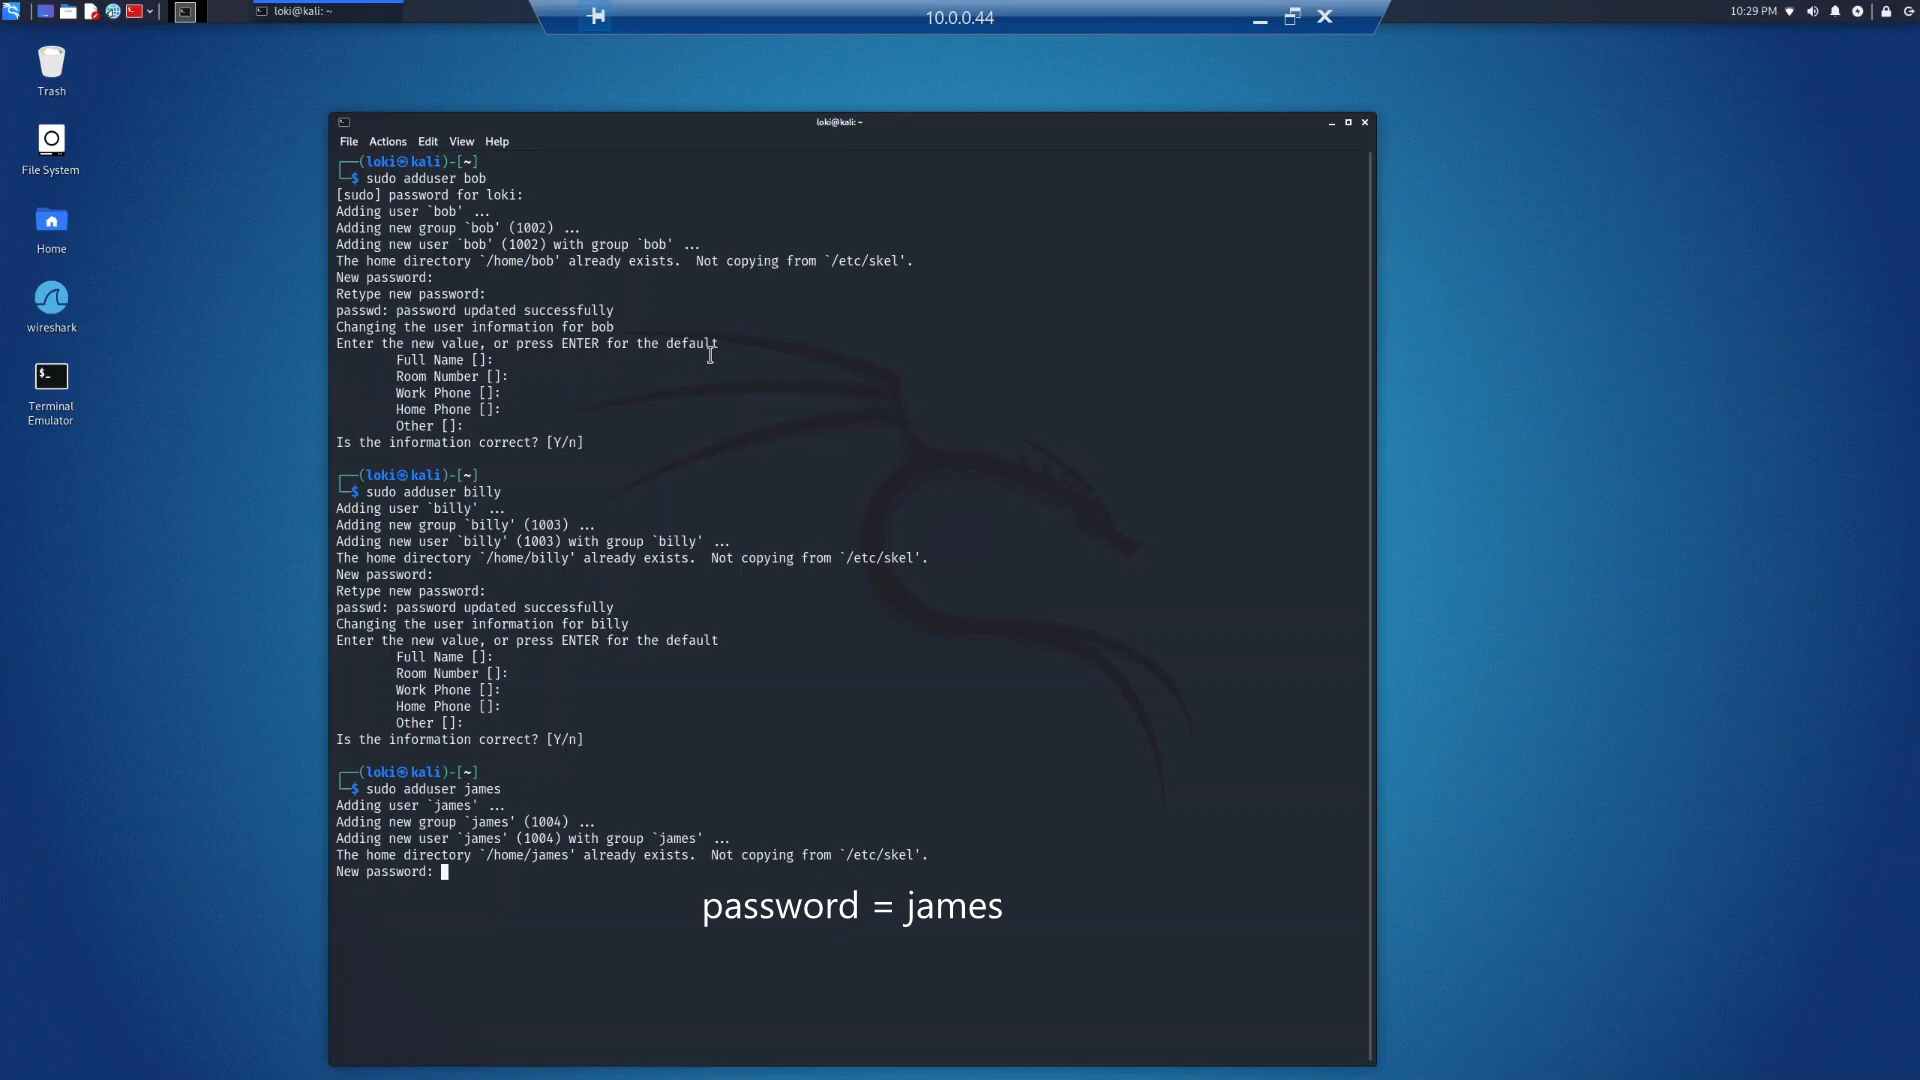 loki@kali: ~
10.0.0.44
10:29 PM
Trash
File System
Home
wireshark
Terminal
Emulator
loki@kali: ~
File Actions Edit View Help
┌──(loki㉿kali)-[~]
└─$ sudo adduser bob
[sudo] password for loki:
Adding user `bob' ...
Adding new group `bob' (1002) ...
Adding new user `bob' (1002) with group `bob' ...
The home directory `/home/bob' already exists.  Not copying from `/etc/skel'.
New password:
Retype new password:
passwd: password updated successfully
Changing the user information for bob
Enter the new value, or press ENTER for the default
Full Name []:
Room Number []:
Work Phone []:
Home Phone []:
Other []:
Is the information correct? [Y/n]
┌──(loki㉿kali)-[~]
└─$ sudo adduser billy
Adding user `billy' ...
Adding new group `billy' (1003) ...
Adding new user `billy' (1003) with group `billy' ...
The home directory `/home/billy' already exists.  Not copying from `/etc/skel'.
New password:
Retype new password:
passwd: password updated successfully
Changing the user information for billy
Enter the new value, or press ENTER for the default
Full Name []:
Room Number []:
Work Phone []:
Home Phone []:
Other []:
Is the information correct? [Y/n]
┌──(loki㉿kali)-[~]
└─$ sudo adduser james
Adding user `james' ...
Adding new group `james' (1004) ...
Adding new user `james' (1004) with group `james' ...
The home directory `/home/james' already exists.  Not copying from `/etc/skel'.
New password:
password = james